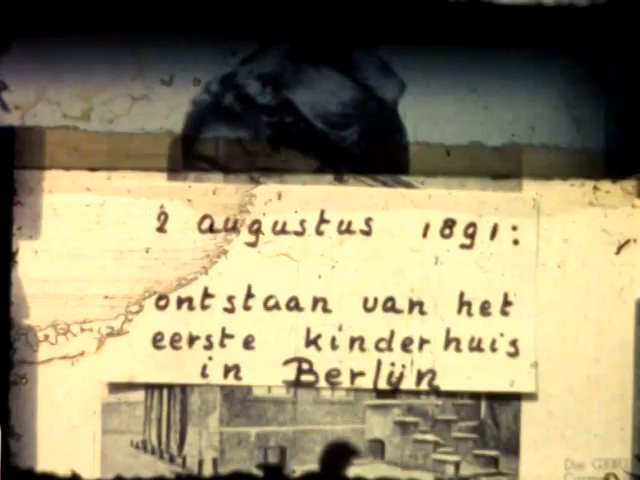 2 augustus 1891:
ontstaan van het
eerste kinderhuis
in Berlijn